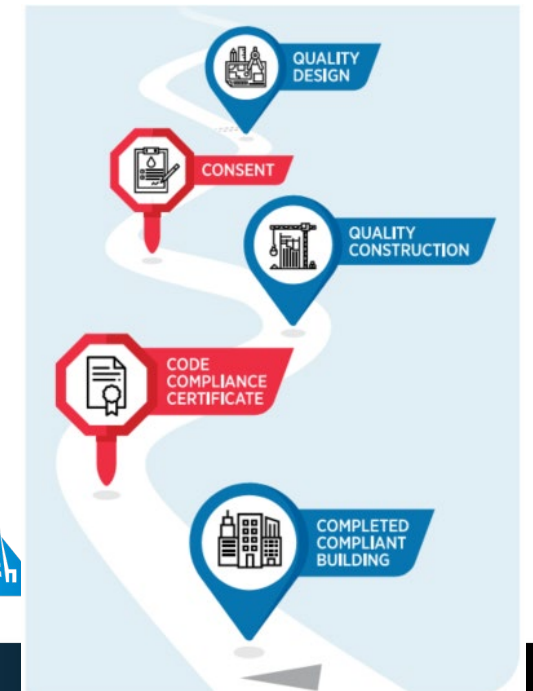 QUALITY
DESIGN
CONSENT
QUALITY
CONSTRUCTION
CODE
COMPLIANCE
CERTIFICATE
COMPLETED
COMPLIANT
BUILDING